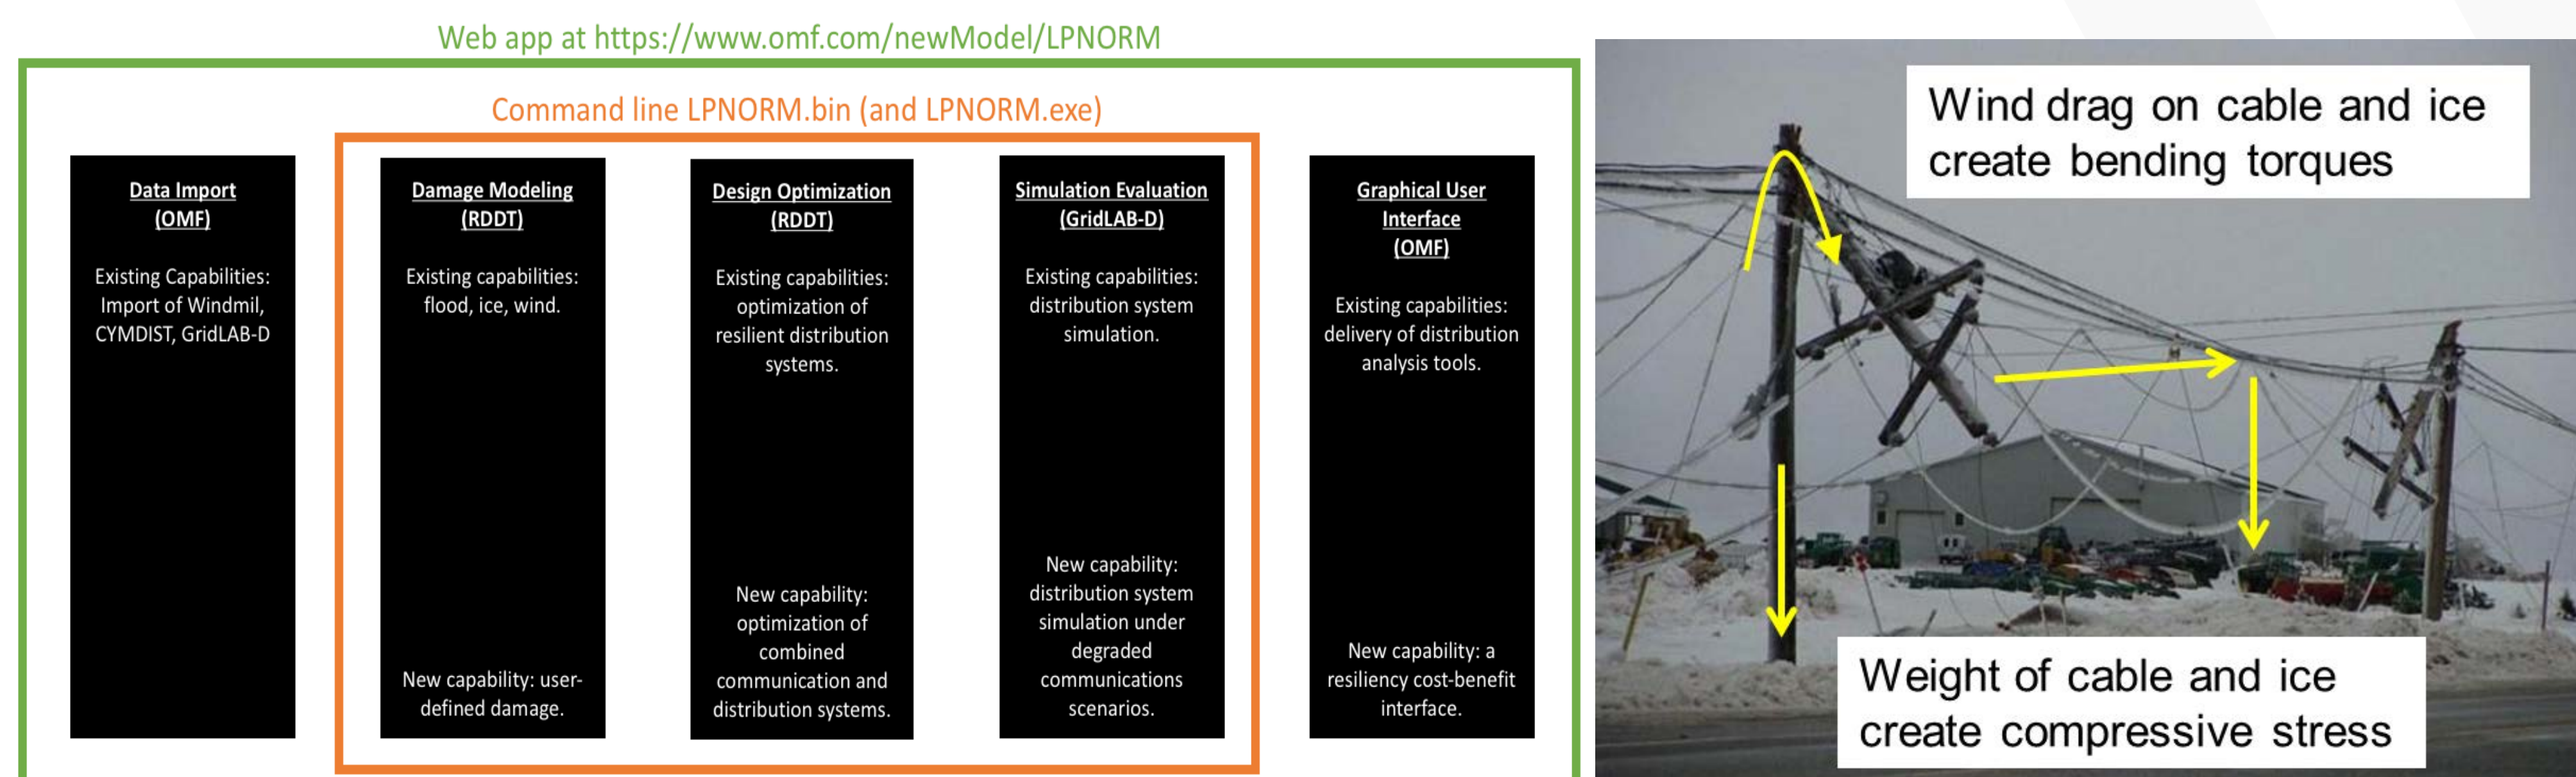 Web app at https://www.omf.com/newModel/LPNORM
Command line LPNORM.bin (and LPNORM.exe)
Data Import
(OMF)
Existing Capabilities:
Import of Windmil,
CYMDIST, GridLAB-D
Damage Modeling
(RDDT)
Existing capabilities:
flood, ice, wind.
New capability: user-
defined damage.
Design Optimization
(RDDT)
Existing capabilities:
optimization of
resilient distribution
systems.
New capability:
optimization of
combined
communication and
distribution systems.
Simulation Evaluation
(GridLAB-D)
Existing capabilities:
distribution system
simulation.
New capability:
distribution system
simulation under
degraded
communications
scenarios.
Graphical User
Interface
(OMF)
Existing capabilities:
delivery of distribution
analysis tools.
New capability: a
resiliency cost-benefit
interface.
Wind drag on cable and ice
create bending torques
Weight of cable and ice
create compressive stress